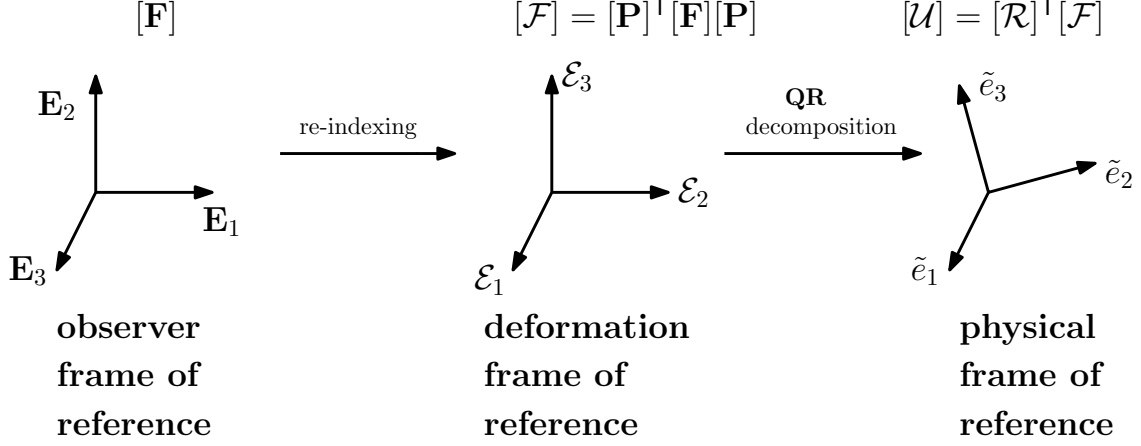 [𝐅]
[ℱ] = [𝐏]ᵀ[𝐅][𝐏]
[𝒰] = [ℛ]ᵀ[ℱ]
𝐄₂
𝐄₁
𝐄₃
re-indexing
ℰ₃
ℰ₂
ℰ₁
QR
decomposition
ẽ₃
ẽ₂
ẽ₁
observer
frame of
reference
deformation
frame of
reference
physical
frame of
reference